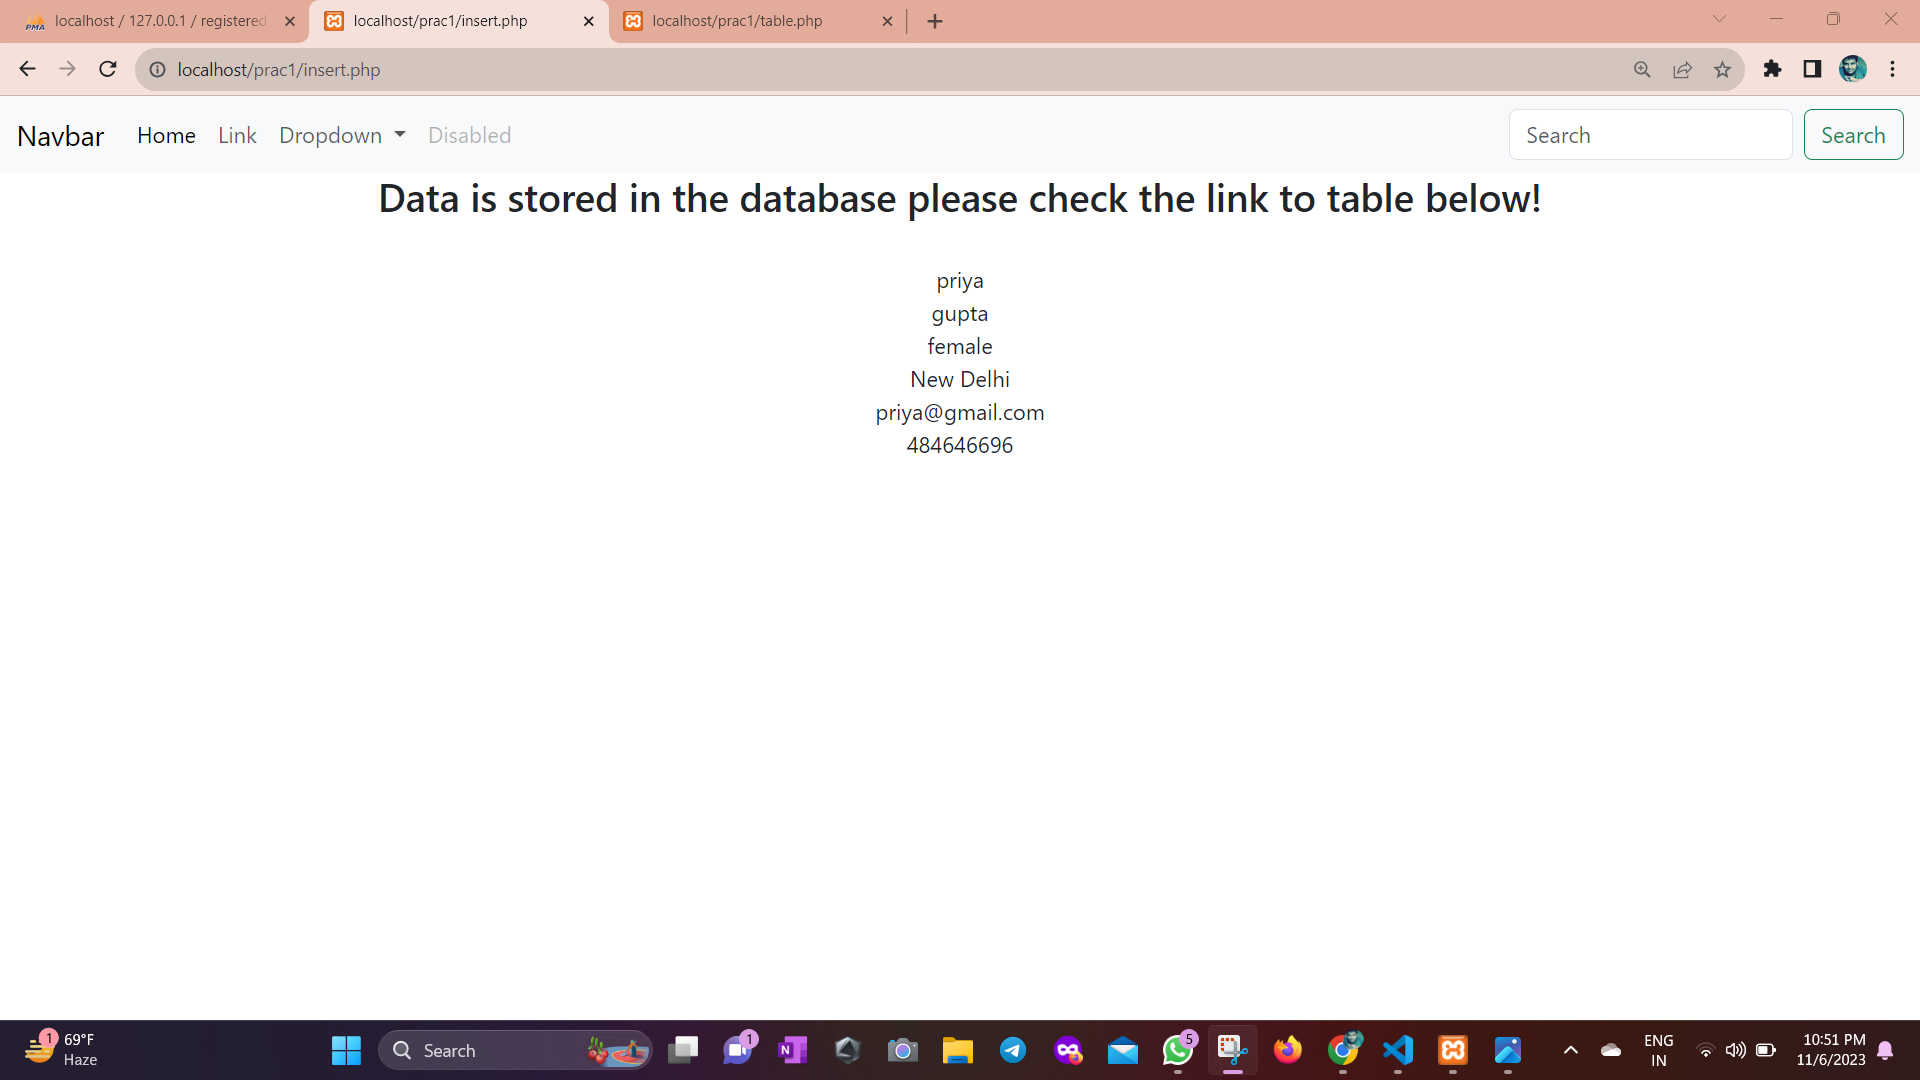 PMA localhost / 127.0.0.1 / registered
localhost/prac1/insert.php
localhost/prac1/table.php
localhost/prac1/insert.php
Navbar Home Link Dropdown Disabled Search Search
Data is stored in the database please check the link to table below!
priya
gupta
female
New Delhi
priya@gmail.com
484646696
1 69°F
Haze
Search
1
N
5
ENG
IN
10:51 PM
11/6/2023